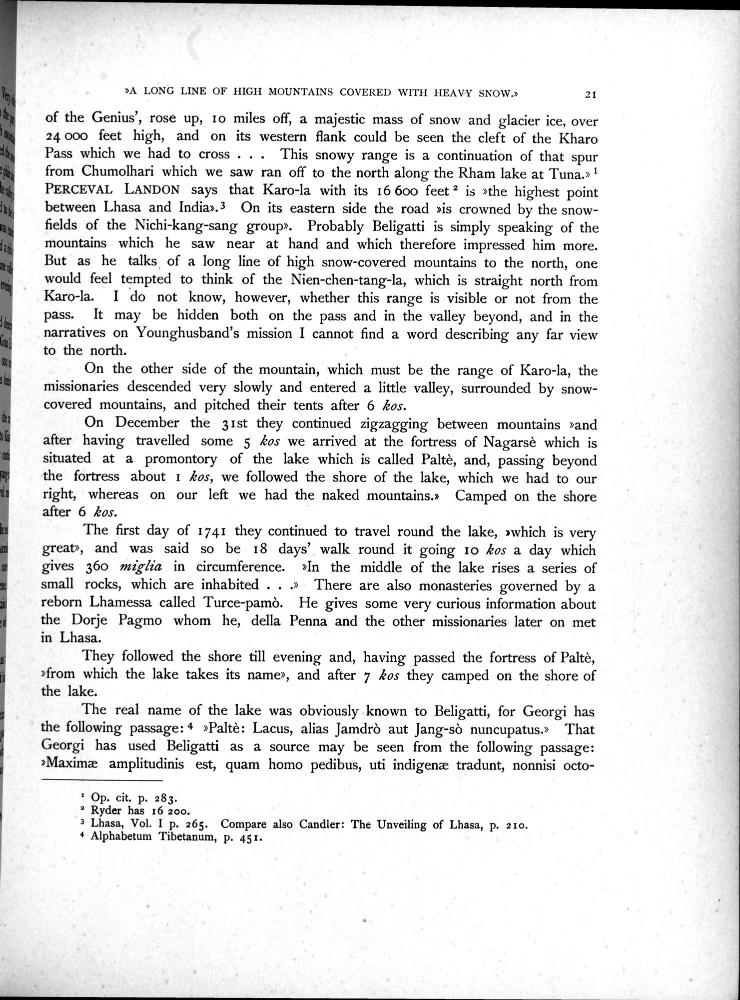 »A LONG LINE OF HIGH MOUNTAINS COVERED WITH HEAVY SNOW.» 21
of the Genius', rose up, 10 miles off, a majestic mass of snow and glacier ice, over
24 000 feet high, and on its western flank could be seen the cleft of the Kharo
Pass which we had to cross . . . This snowy range is a continuation of that spur
from Chumolhari which we saw ran off to the north along the Rham lake at Tuna.» ¹
PERCEVAL LANDON says that Karo-la with its 16 600 feet ² is »the highest point
between Lhasa and India».³ On its eastern side the road »is crowned by the snow-
fields of the Nichi-kang-sang group». Probably Beligatti is simply speaking of the
mountains which he saw near at hand and which therefore impressed him more.
But as he talks of a long line of high snow-covered mountains to the north, one
would feel tempted to think of the Nien-chen-tang-la, which is straight north from
Karo-la. I do not know, however, whether this range is visible or not from the
pass. It may be hidden both on the pass and in the valley beyond, and in the
narratives on Younghusband's mission I cannot find a word describing any far view
to the north.
On the other side of the mountain, which must be the range of Karo-la, the
missionaries descended very slowly and entered a little valley, surrounded by snow-
covered mountains, and pitched their tents after 6 kos.
On December the 31st they continued zigzagging between mountains »and
after having travelled some 5 kos we arrived at the fortress of Nagarsè which is
situated at a promontory of the lake which is called Paltè, and, passing beyond
the fortress about 1 kos, we followed the shore of the lake, which we had to our
right, whereas on our left we had the naked mountains.» Camped on the shore
after 6 kos.
The first day of 1741 they continued to travel round the lake, »which is very
great», and was said so be 18 days' walk round it going 10 kos a day which
gives 360 miglia in circumference. »In the middle of the lake rises a series of
small rocks, which are inhabited . . .» There are also monasteries governed by a
reborn Lhamessa called Turce-pamò. He gives some very curious information about
the Dorje Pagmo whom he, della Penna and the other missionaries later on met
in Lhasa.
They followed the shore till evening and, having passed the fortress of Paltè,
»from which the lake takes its name», and after 7 kos they camped on the shore of
the lake.
The real name of the lake was obviously known to Beligatti, for Georgi has
the following passage: ⁴ »Paltè: Lacus, alias Jamdrò aut Jang-sò nuncupatus.» That
Georgi has used Beligatti as a source may be seen from the following passage:
»Maximæ amplitudinis est, quam homo pedibus, uti indigenæ tradunt, nonnisi octo-
¹ Op. cit. p. 283.
² Ryder has 16 200.
³ Lhasa, Vol. I p. 265. Compare also Candler: The Unveiling of Lhasa, p. 210.
⁴ Alphabetum Tibetanum, p. 451.